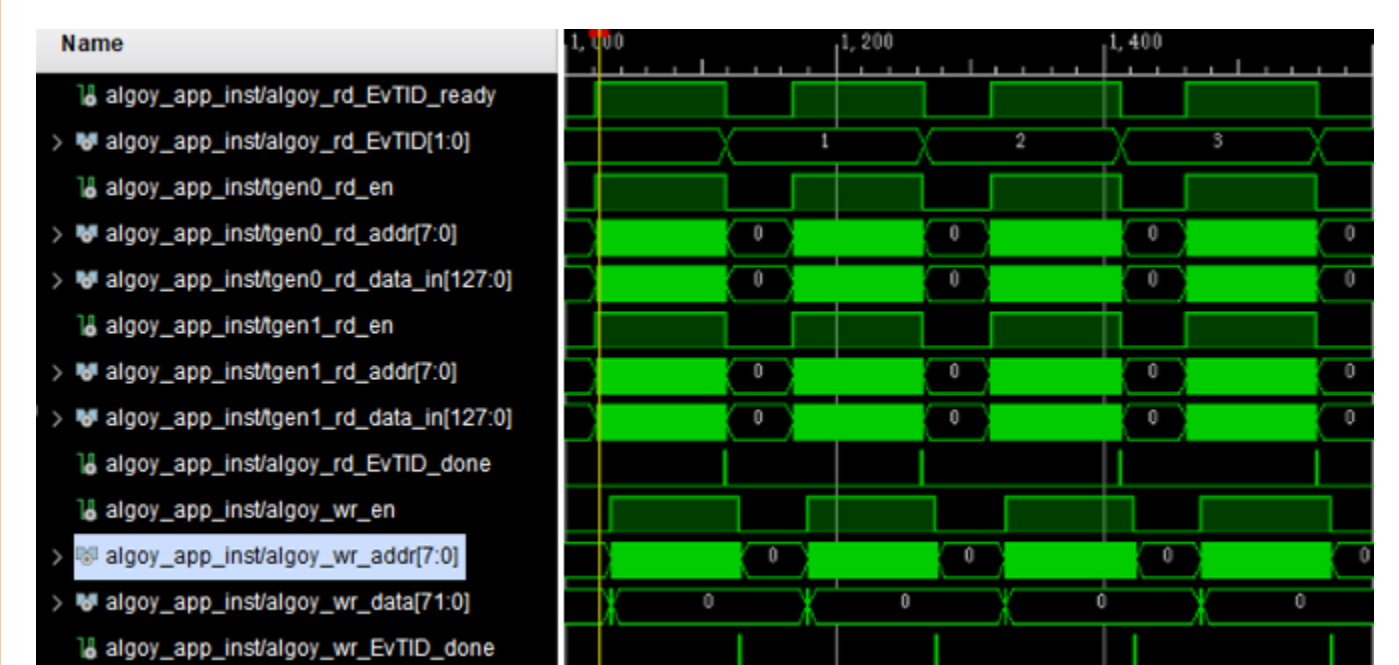 Name 1,000 1,200 1,400
algoy_app_inst/algoy_rd_EvTID_ready
algoy_app_inst/algoy_rd_EvTID[1:0] 1 2 3
algoy_app_inst/tgen0_rd_en
algoy_app_inst/tgen0_rd_addr[7:0] 0 0 0 0
algoy_app_inst/tgen0_rd_data_in[127:0] 0 0 0 0
algoy_app_inst/tgen1_rd_en
algoy_app_inst/tgen1_rd_addr[7:0] 0 0 0 0
algoy_app_inst/tgen1_rd_data_in[127:0] 0 0 0 0
algoy_app_inst/algoy_rd_EvTID_done
algoy_app_inst/algoy_wr_en
algoy_app_inst/algoy_wr_addr[7:0] 0 0 0 0
algoy_app_inst/algoy_wr_data[71:0] 0 0 0 0
algoy_app_inst/algoy_wr_EvTID_done